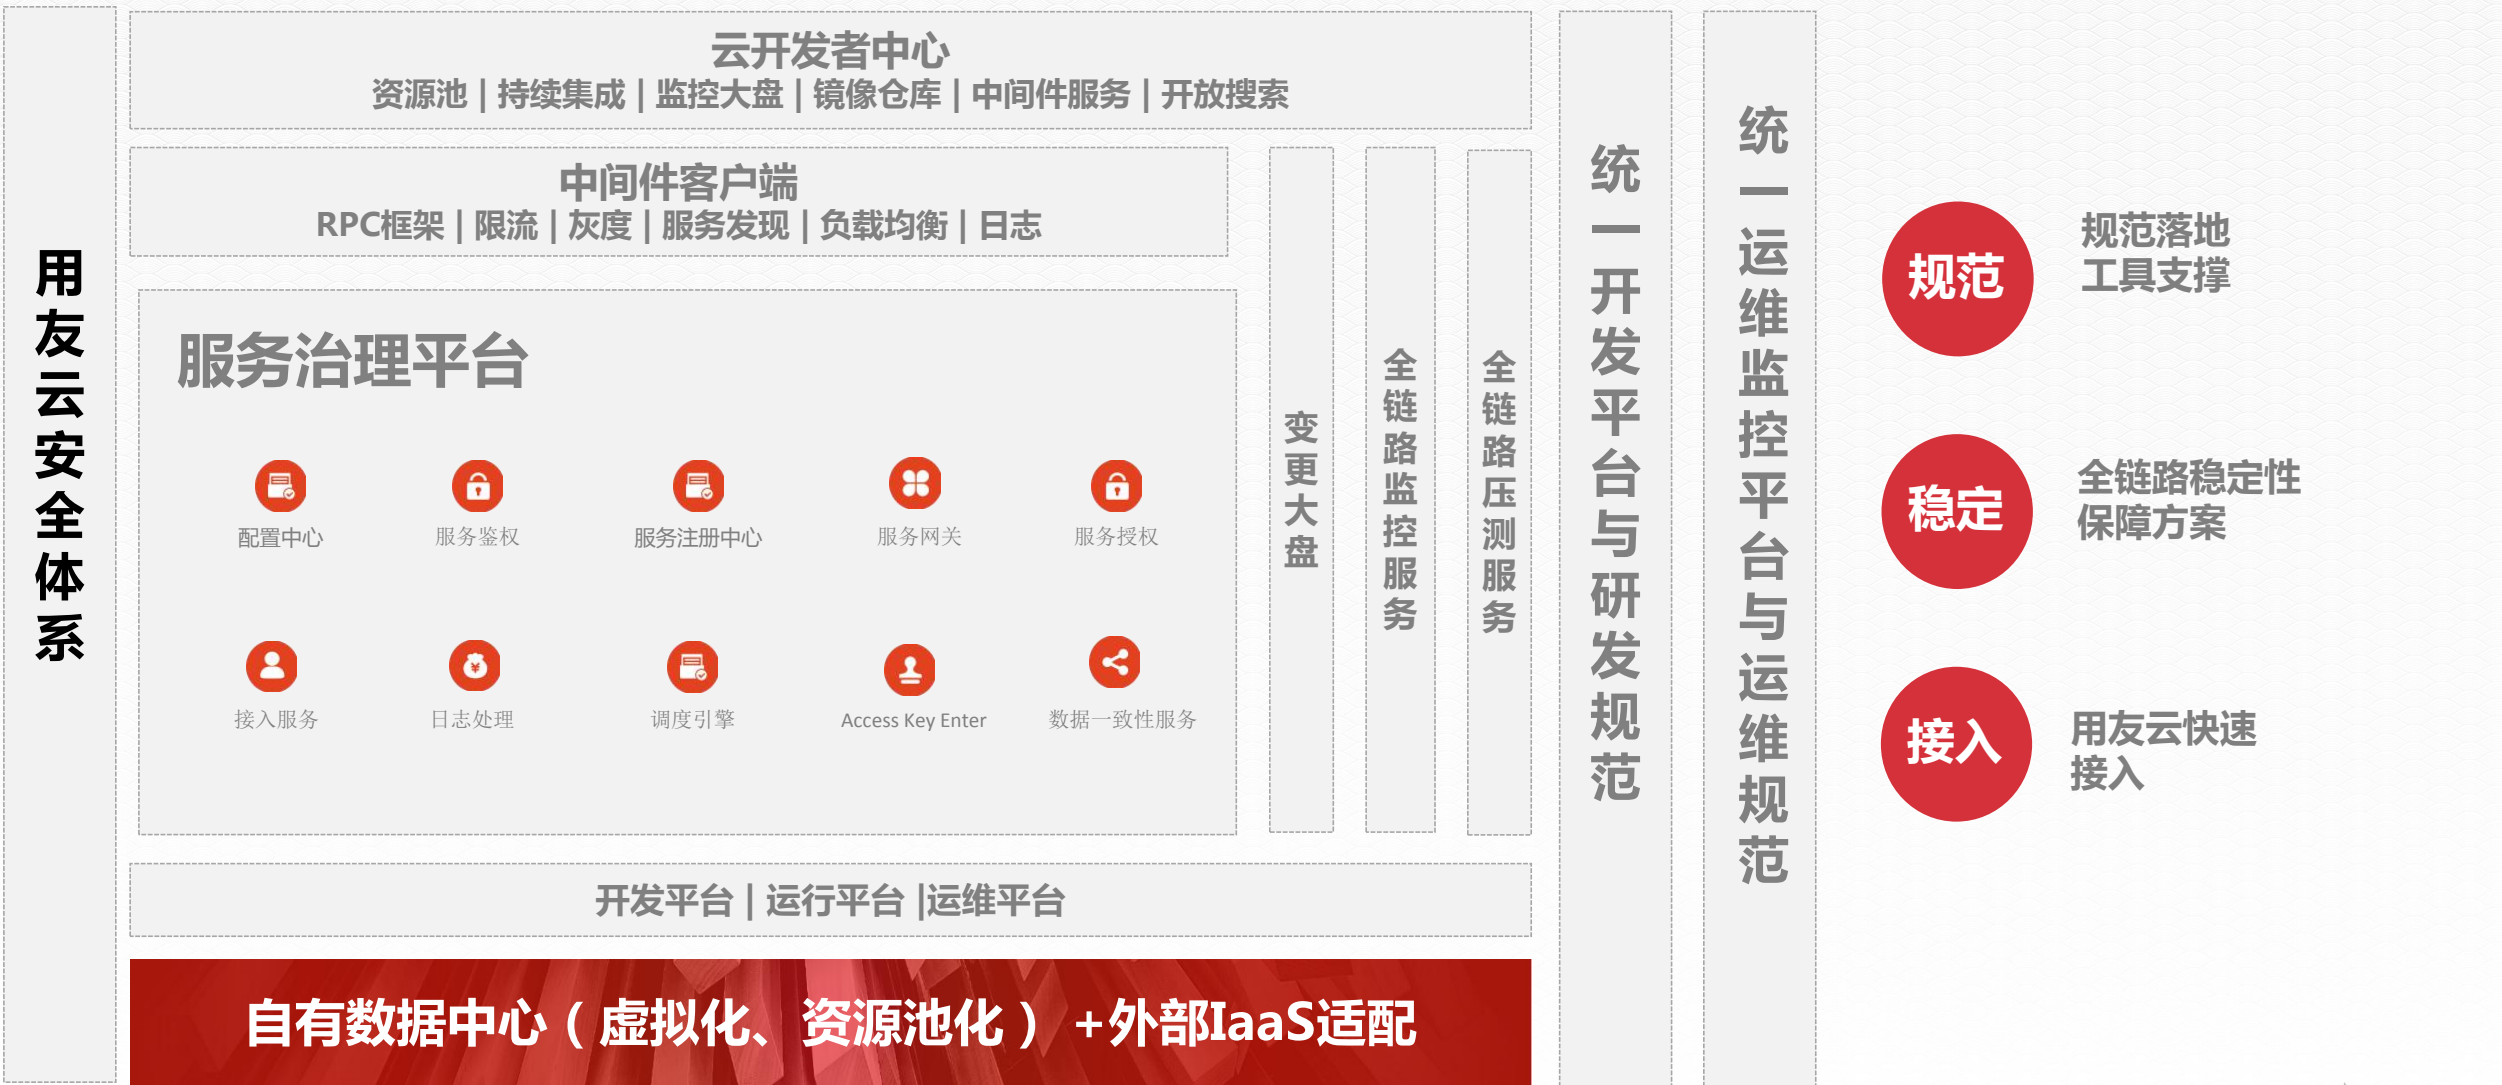 用友云安全体系
云开发者中心
资源池 | 持续集成 | 监控大盘 | 镜像仓库 | 中间件服务 | 开放搜索
中间件客户端
RPC框架 | 限流 | 灰度 | 服务发现 | 负载均衡 | 日志
服务治理平台
配置中心
服务鉴权
服务注册中心
服务网关
服务授权
接入服务
日志处理
调度引擎
Access Key Enter
数据一致性服务
变更大盘
全链路监控服务
全链路压测服务
开发平台 | 运行平台 |运维平台
自有数据中心（虚拟化、资源池化）+外部IaaS适配
统一开发平台与研发规范
统一运维监控平台与运维规范
规范
规范落地
工具支撑
稳定
全链路稳定性
保障方案
接入
用友云快速
接入